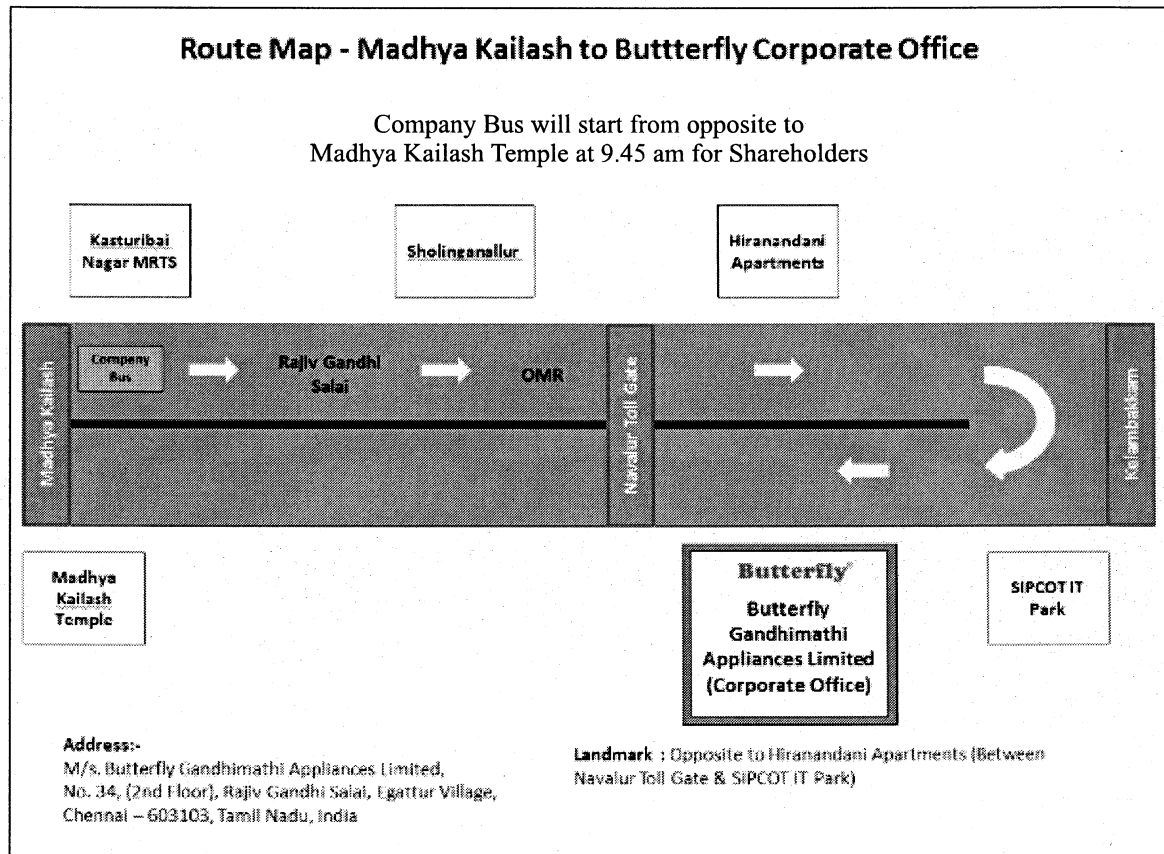 Route Map - Madhya Kailash to Buttterfly Corporate Office
Company Bus will start from opposite to
Madhya Kailash Temple at 9.45 am for Shareholders
Kasturibai
Nagar MRTS
Sholinganallur
Hiranandani
Apartments
Madhya Kailash
Company
Bus
Rajiv Gandhi
Salai
OMR
Navalur Toll Gate
Kelambakkam
Madhya
Kailash
Temple
Butterfly®
Butterfly
Gandhimathi
Appliances Limited
(Corporate Office)
SIPCOT IT
Park
Address:-
M/s. Butterfly Gandhimathi Appliances Limited,
No. 34, (2nd Floor), Rajiv Gandhi Salai, Egattur Village,
Chennai – 603103, Tamil Nadu, India
Landmark : Opposite to Hiranandani Apartments (Between
Navalur Toll Gate & SIPCOT IT Park)